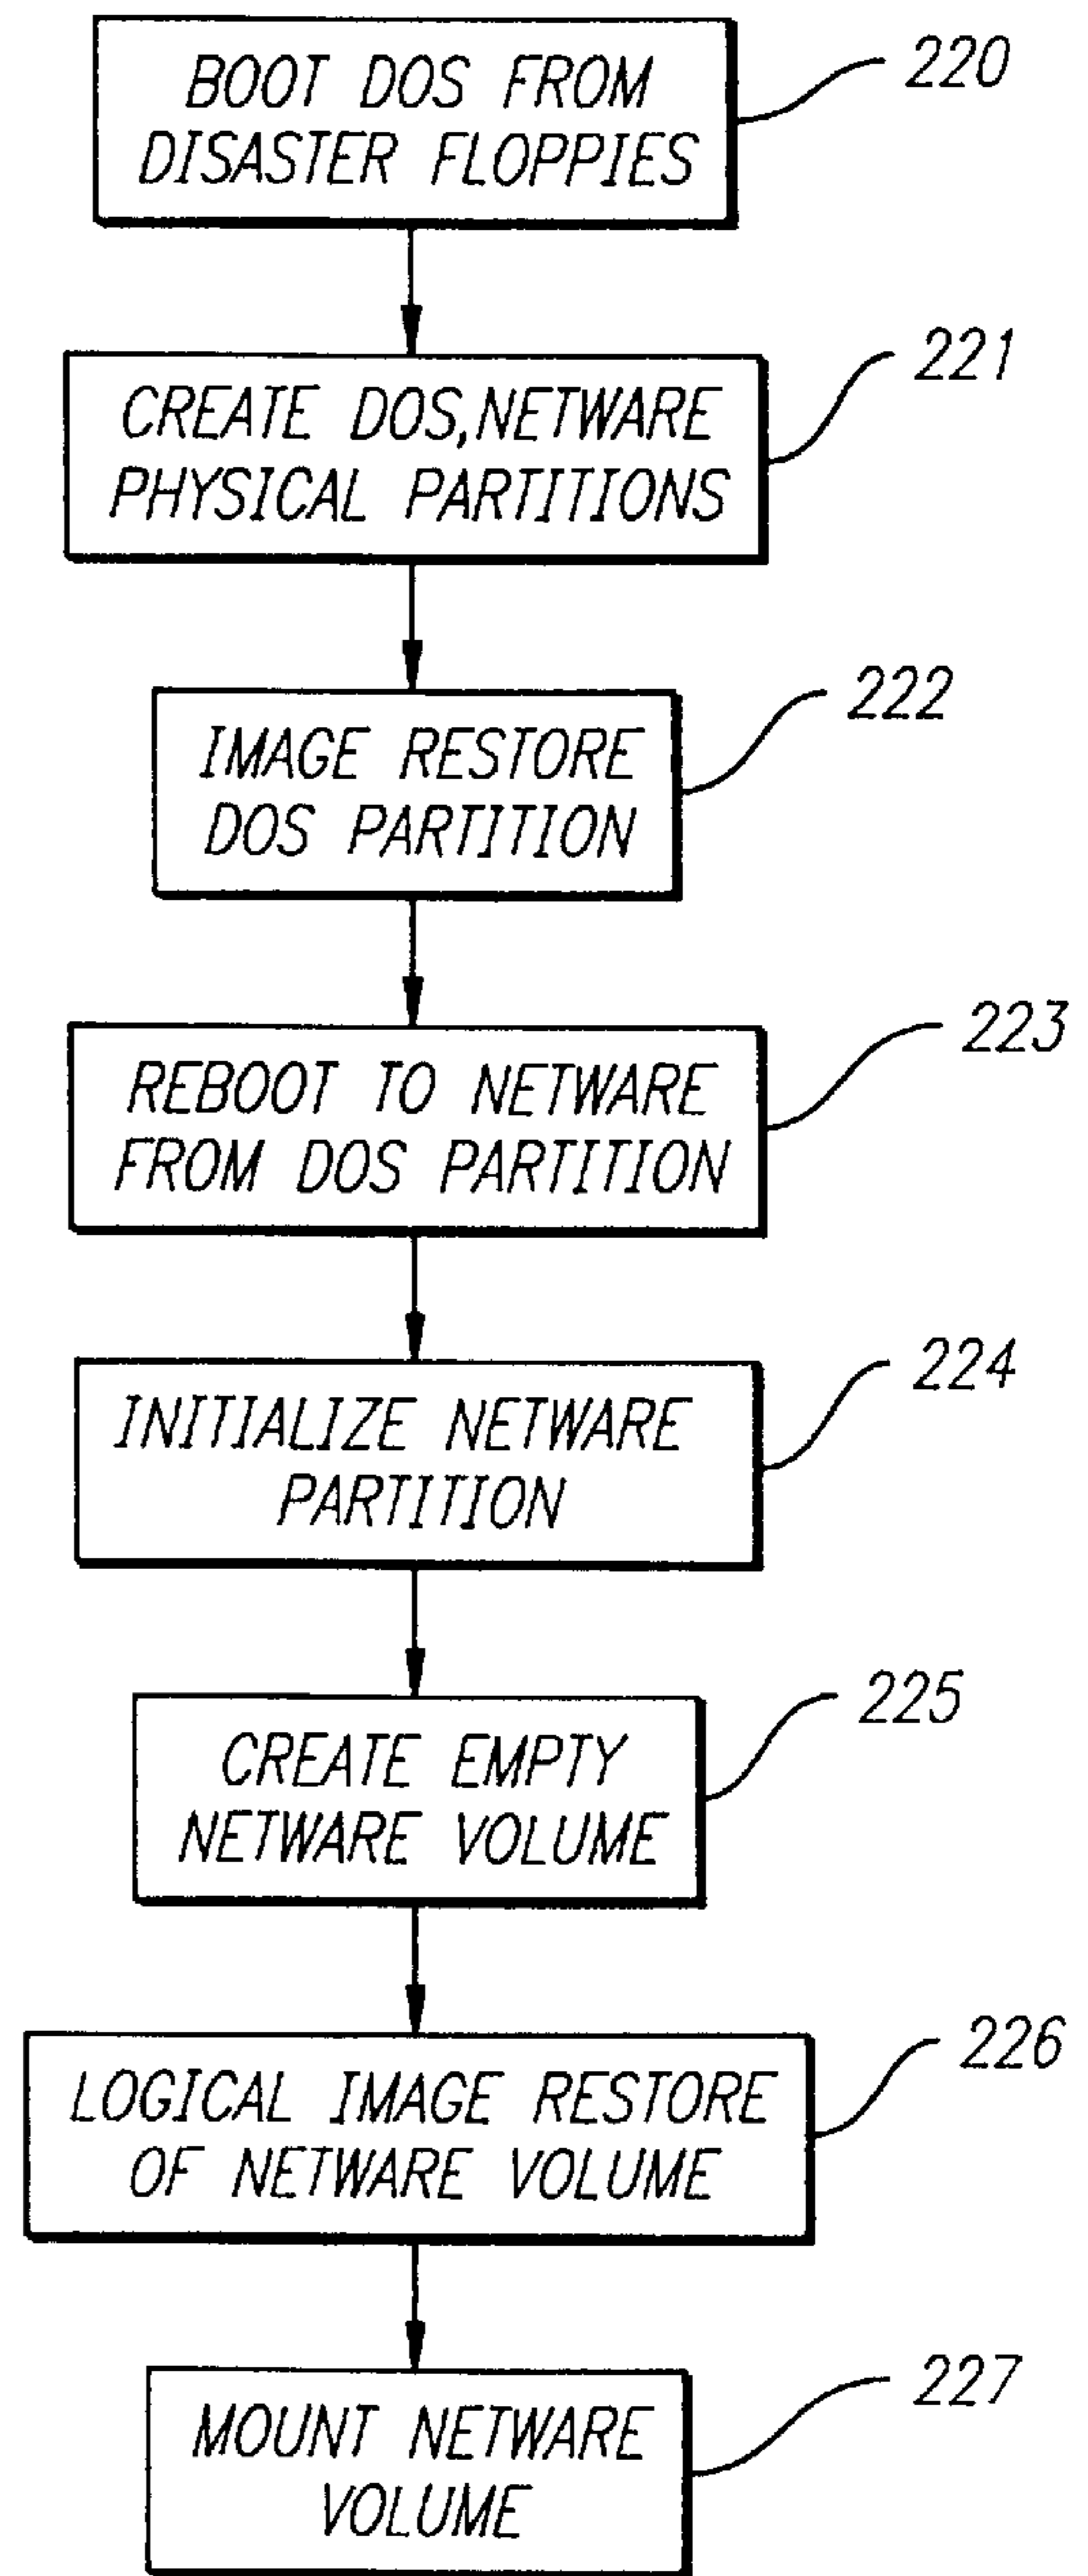 BOOT DOS FROM
DISASTER FLOPPIES
220
CREATE DOS,NETWARE
PHYSICAL PARTITIONS
221
IMAGE RESTORE
DOS PARTITION
222
REBOOT TO NETWARE
FROM DOS PARTITION
223
INITIALIZE NETWARE
PARTITION
224
CREATE EMPTY
NETWARE VOLUME
225
LOGICAL IMAGE RESTORE
OF NETWARE VOLUME
226
MOUNT NETWARE
VOLUME
227